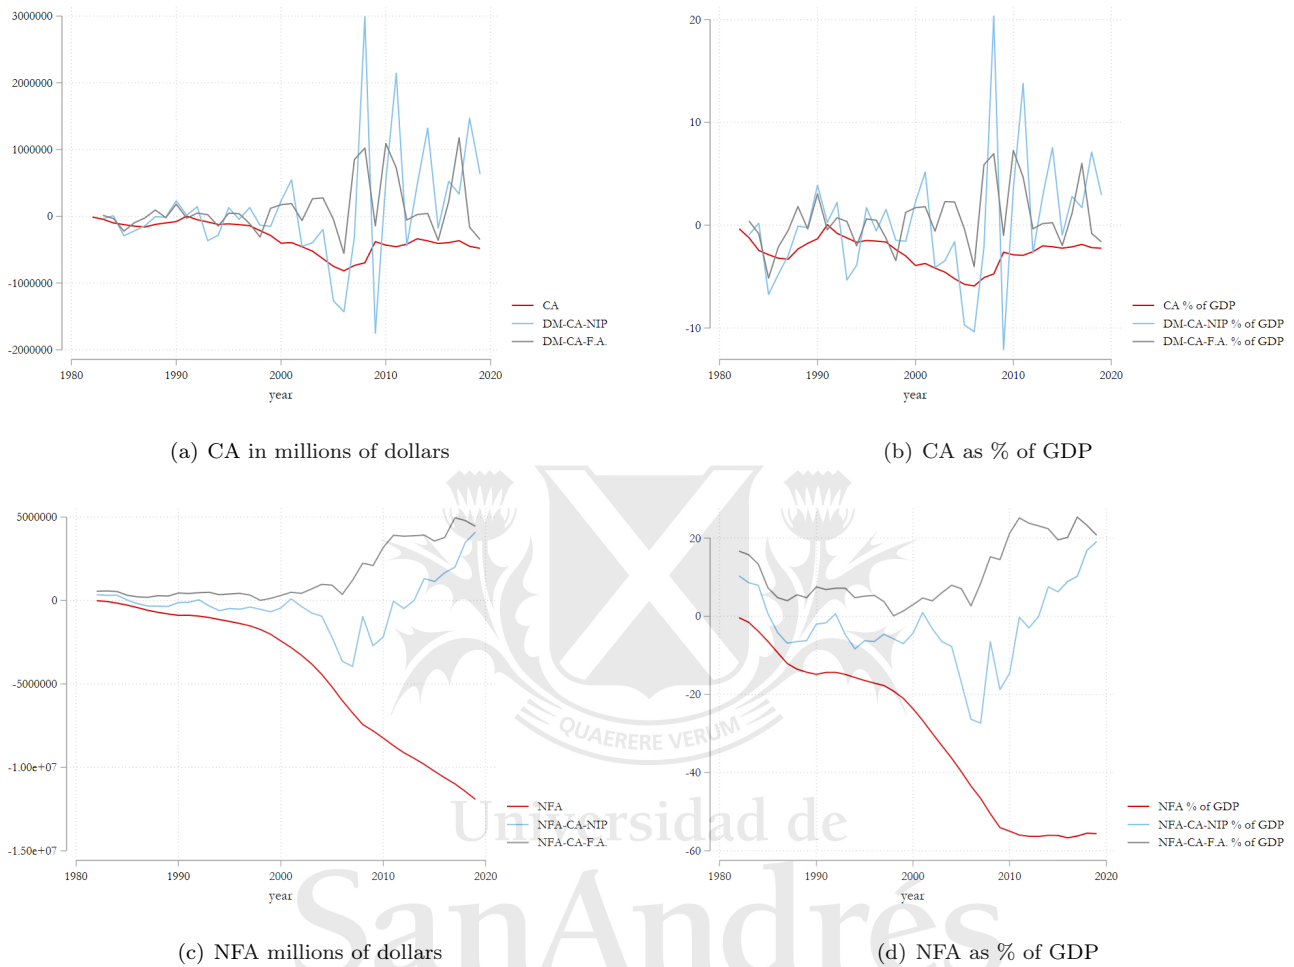 3000000
2000000
1000000
0
-1000000
-2000000
1980
1990
2000
2010
2020
year
CA
DM-CA-NIP
DM-CA-F.A.
(a) CA in millions of dollars
20
10
0
-10
1980
1990
2000
2010
2020
year
CA % of GDP
DM-CA-NIP % of GDP
DM-CA-F.A. % of GDP
(b) CA as % of GDP
5000000
0
-5000000
-1.00e+07
-1.50e+07
1980
1990
2000
2010
2020
year
NFA
NFA-CA-NIP
NFA-CA-F.A.
(c) NFA millions of dollars
20
0
-20
-40
-60
1980
1990
2000
2010
2020
year
NFA % of GDP
NFA-CA-NIP % of GDP
NFA-CA-F.A. % of GDP
(d) NFA as % of GDP
QUAERERE VERUM
Universidad de
SanAndrés